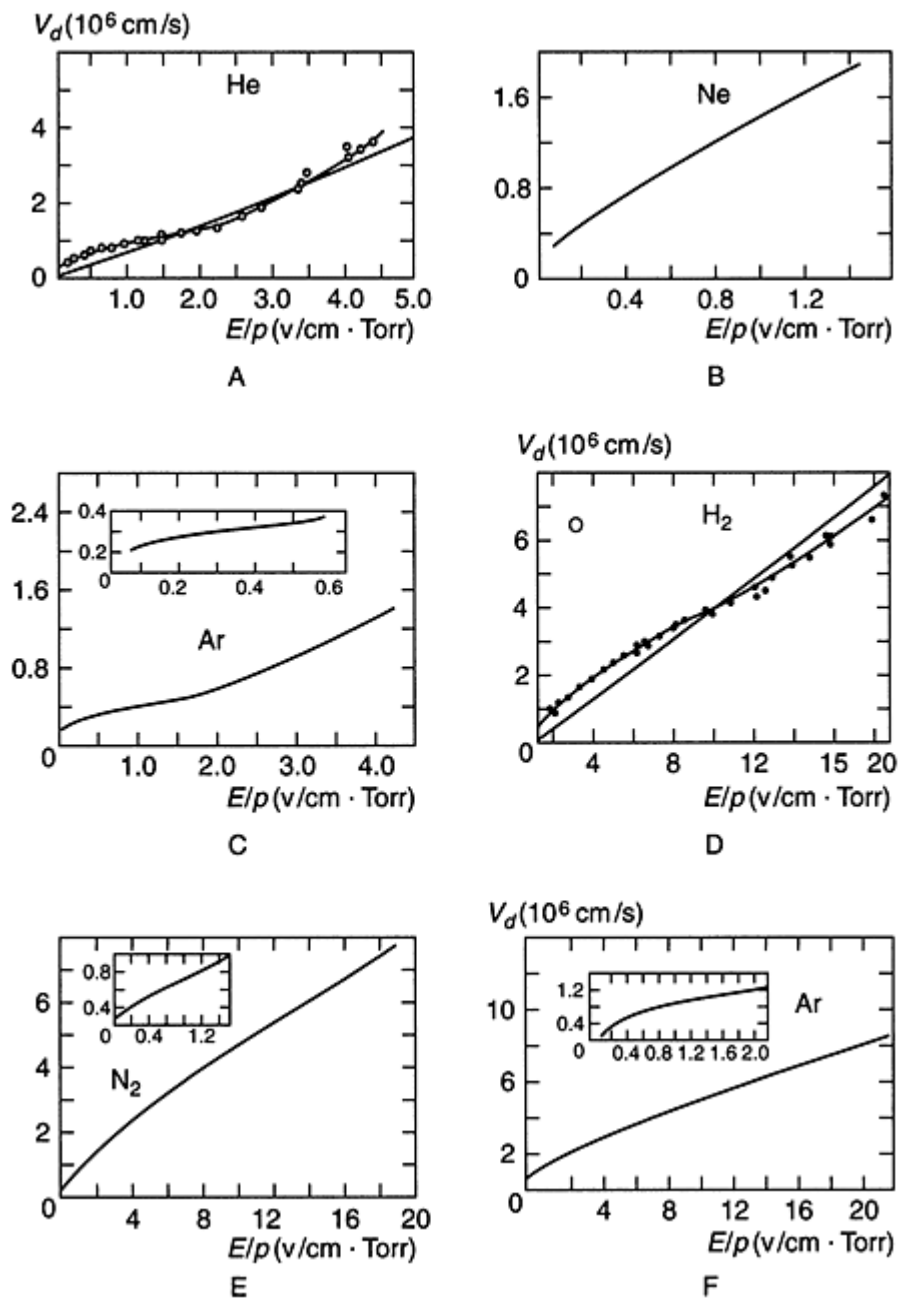 V_d (10^6 cm/s)
He
4
2
0
1.0 2.0 3.0 4.0 5.0
E/p (v/cm · Torr)
A
Ne
1.6
0.8
0
0.4 0.8 1.2
E/p (v/cm · Torr)
B
2.4
1.6
0.8
0
0.4
0.2
0
0.2 0.4 0.6
Ar
1.0 2.0 3.0 4.0
E/p (v/cm · Torr)
C
V_d (10^6 cm/s)
O H_2
6
4
2
0
4 8 10 12 15 20
E/p (v/cm · Torr)
D
6
4
2
0
0.8
0.4
0
0.4 1.2
N_2
4 8 12 16 20
E/p (v/cm · Torr)
E
V_d (10^6 cm/s)
10
8
6
2
0
1.2
0.4
0
0.4 0.8 1.2 1.6 2.0
Ar
4 8 12 16 20
E/p (v/cm · Torr)
F